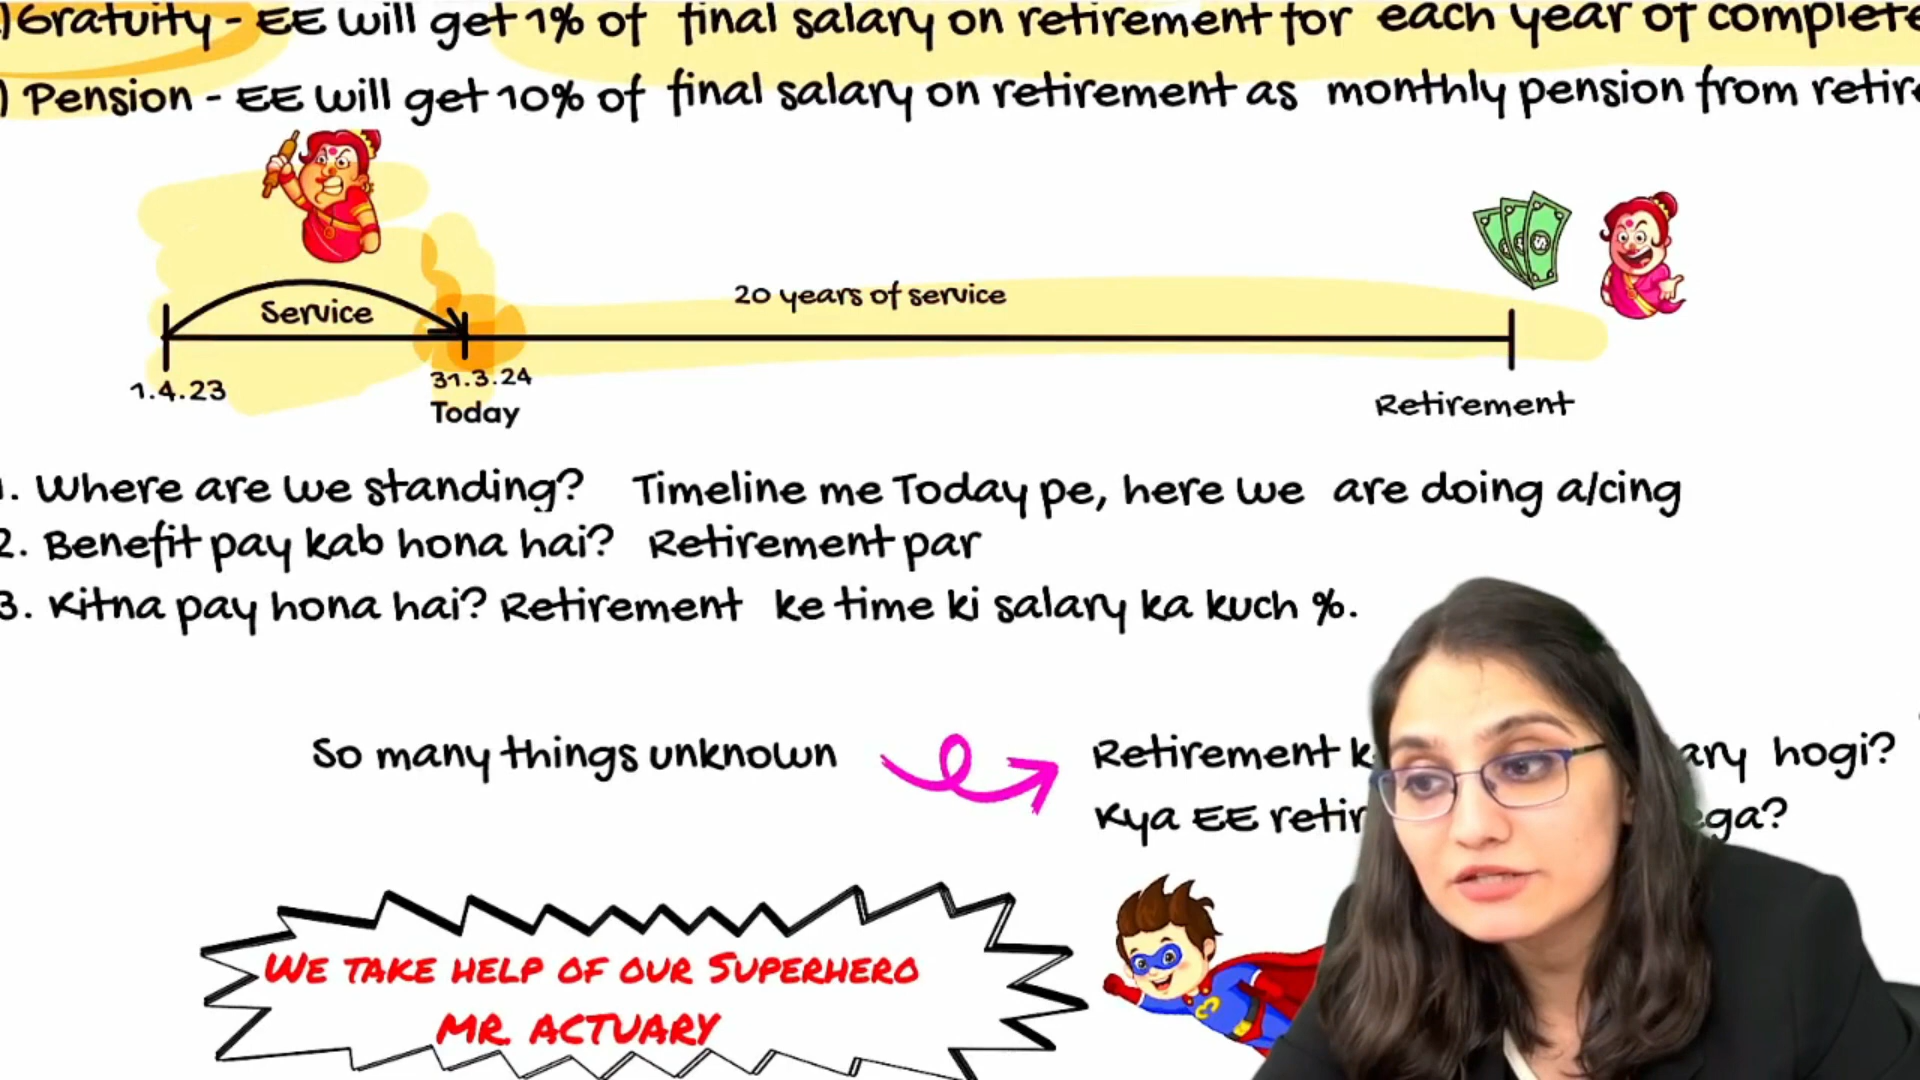 Gratuity - EE will get 1% of final salary on retirement for each year of
) Pension - EE will get 10% of final salary on retirement as monthly pension from
Service
20 years of service
1.4.23
31.3.24
Today
Retirement
. Where are we standing? Timeline me Today pe, here we are doing a/cing
2. Benefit pay kab hona hai? Retirement par
3. Kitna pay hona hai? Retirement ke time ki salary ka kuch %.
So many things unknown
Retirement hogi?
Kya EE
WE TAKE HELP OF OUR SUPERHERO
MR. ACTUARY